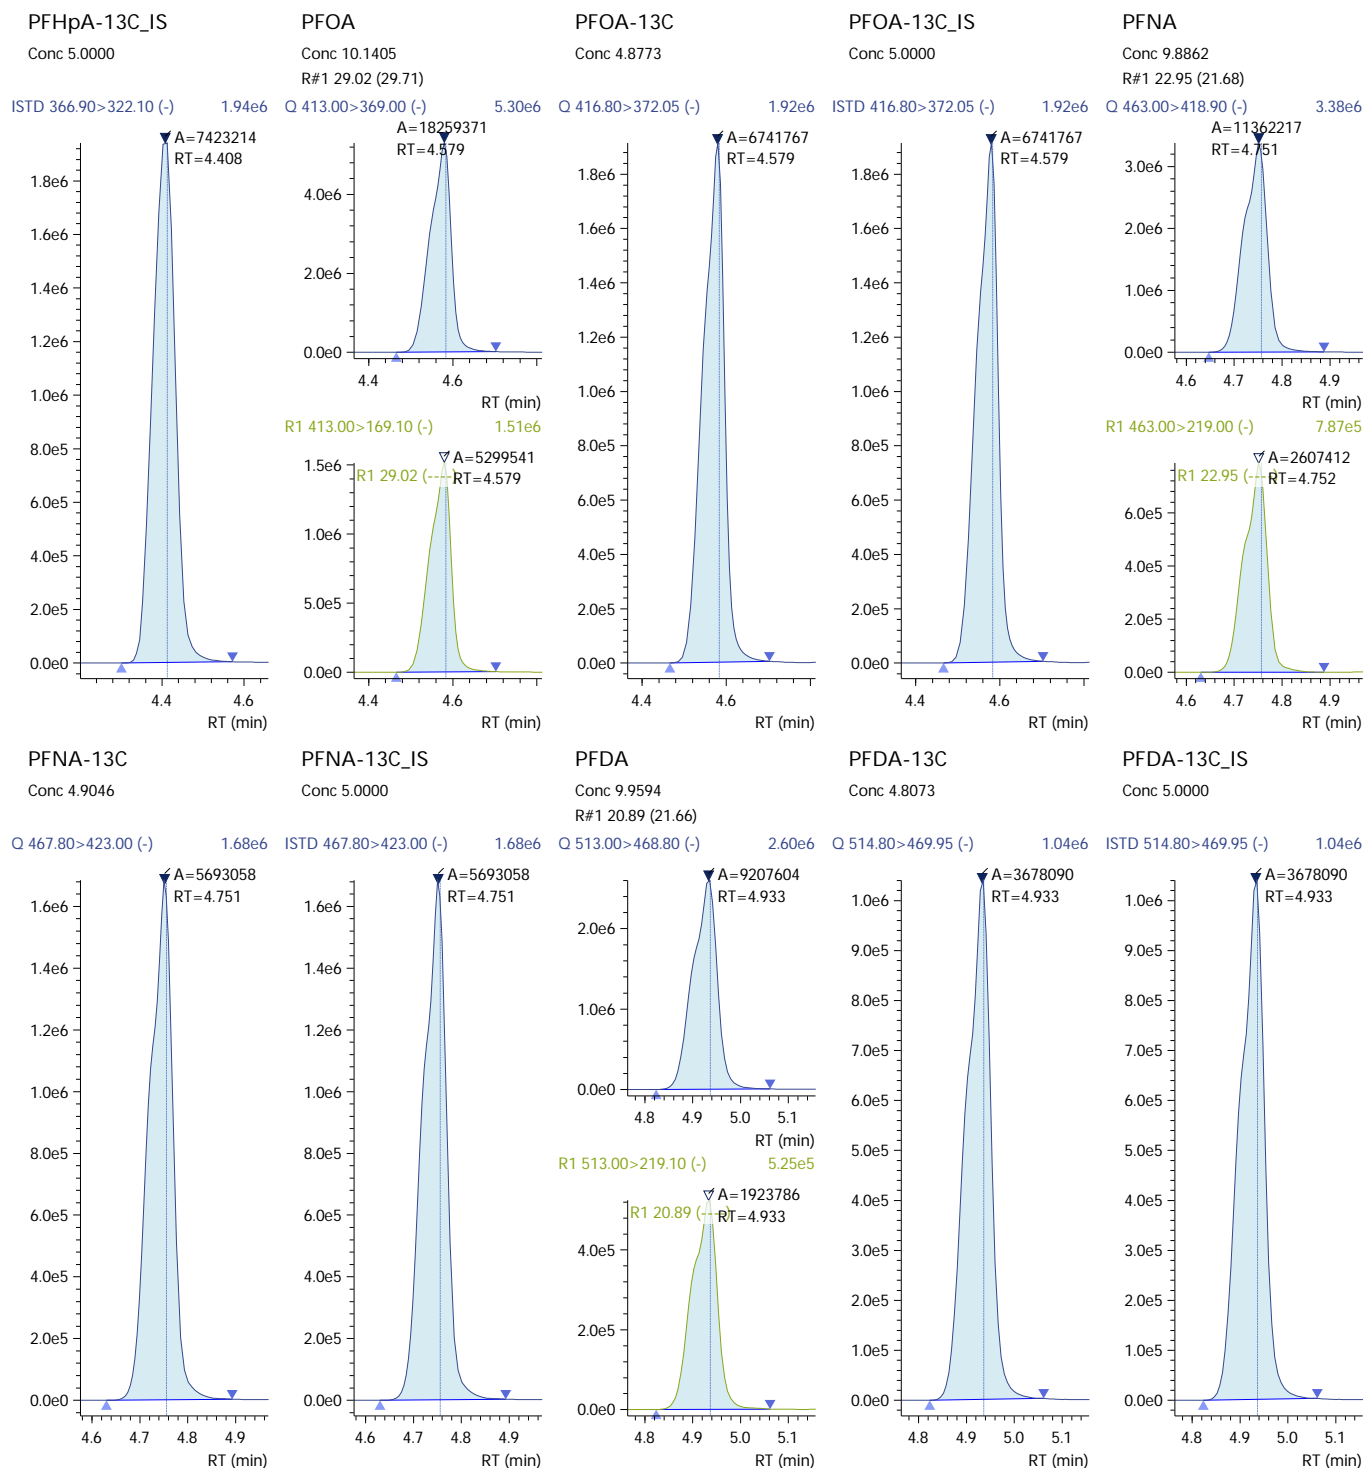 PFHpA-13C_IS
Conc 5.0000
ISTD 366.90>322.10 (-) 1.94e6
A=7423214
RT=4.408
1.8e6
1.6e6
1.4e6
1.2e6
1.0e6
8.0e5
6.0e5
4.0e5
2.0e5
0.0e0
4.4 4.6
RT (min)
PFOA
Conc 10.1405
R#1 29.02 (29.71)
Q 413.00>369.00 (-) 5.30e6
A=18259371
RT=4.579
4.0e6
2.0e6
0.0e0
4.4 4.6
RT (min)
R1 413.00>169.10 (-) 1.51e6
A=5299541
RT=4.579
R1 29.02 (----)
1.5e6
1.0e6
5.0e5
0.0e0
4.4 4.6
RT (min)
PFOA-13C
Conc 4.8773
Q 416.80>372.05 (-) 1.92e6
A=6741767
RT=4.579
1.8e6
1.6e6
1.4e6
1.2e6
1.0e6
8.0e5
6.0e5
4.0e5
2.0e5
0.0e0
4.4 4.6
RT (min)
PFOA-13C_IS
Conc 5.0000
ISTD 416.80>372.05 (-) 1.92e6
A=6741767
RT=4.579
1.8e6
1.6e6
1.4e6
1.2e6
1.0e6
8.0e5
6.0e5
4.0e5
2.0e5
0.0e0
4.4 4.6
RT (min)
PFNA
Conc 9.8862
R#1 22.95 (21.68)
Q 463.00>418.90 (-) 3.38e6
A=11362217
RT=4.751
3.0e6
2.0e6
1.0e6
0.0e0
4.6 4.7 4.8 4.9
RT (min)
R1 463.00>219.00 (-) 7.87e5
A=2607412
RT=4.752
R1 22.95 (----)
6.0e5
4.0e5
2.0e5
0.0e0
4.6 4.7 4.8 4.9
RT (min)
PFNA-13C
Conc 4.9046
Q 467.80>423.00 (-) 1.68e6
A=5693058
RT=4.751
1.6e6
1.4e6
1.2e6
1.0e6
8.0e5
6.0e5
4.0e5
2.0e5
0.0e0
4.6 4.7 4.8 4.9
RT (min)
PFNA-13C_IS
Conc 5.0000
ISTD 467.80>423.00 (-) 1.68e6
A=5693058
RT=4.751
1.6e6
1.4e6
1.2e6
1.0e6
8.0e5
6.0e5
4.0e5
2.0e5
0.0e0
4.6 4.7 4.8 4.9
RT (min)
PFDA
Conc 9.9594
R#1 20.89 (21.66)
Q 513.00>468.80 (-) 2.60e6
A=9207604
RT=4.933
2.0e6
1.0e6
0.0e0
4.8 4.9 5.0 5.1
RT (min)
R1 513.00>219.10 (-) 5.25e5
A=1923786
RT=4.933
R1 20.89 (----)
4.0e5
2.0e5
0.0e0
4.8 4.9 5.0 5.1
RT (min)
PFDA-13C
Conc 4.8073
Q 514.80>469.95 (-) 1.04e6
A=3678090
RT=4.933
1.0e6
9.0e5
8.0e5
7.0e5
6.0e5
5.0e5
4.0e5
3.0e5
2.0e5
1.0e5
0.0e0
4.8 4.9 5.0 5.1
RT (min)
PFDA-13C_IS
Conc 5.0000
ISTD 514.80>469.95 (-) 1.04e6
A=3678090
RT=4.933
1.0e6
9.0e5
8.0e5
7.0e5
6.0e5
5.0e5
4.0e5
3.0e5
2.0e5
1.0e5
0.0e0
4.8 4.9 5.0 5.1
RT (min)